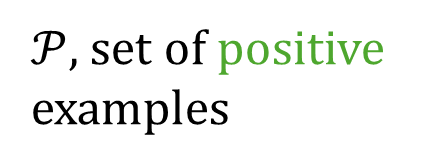 𝒫, set of positive
examples